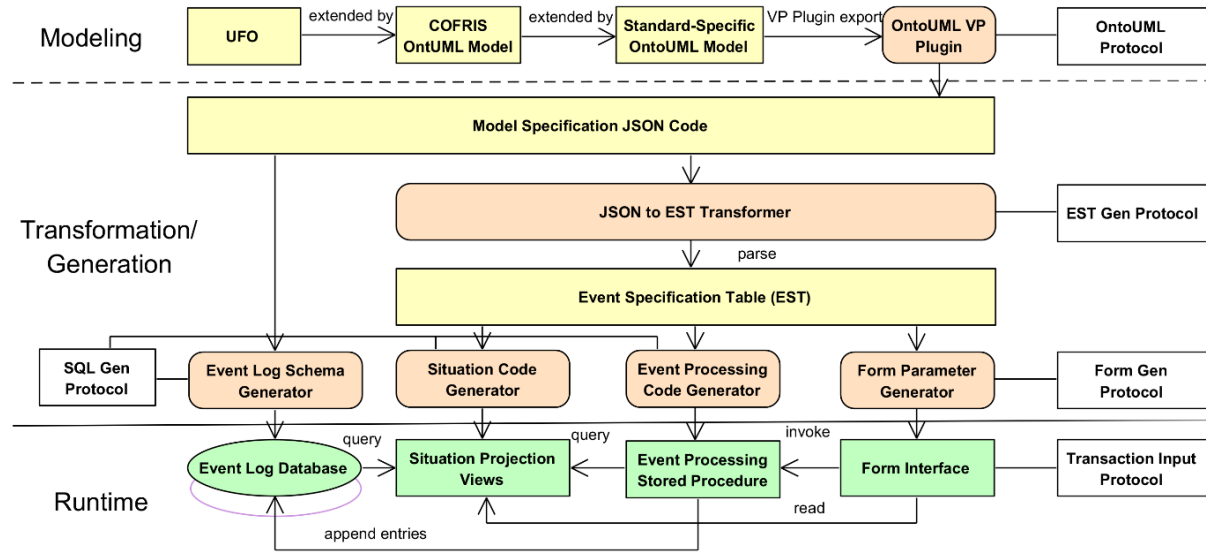 Modeling
UFO
extended by
COFRIS
OntUML Model
extended by
Standard-Specific
OntoUML Model
VP Plugin export
OntoUML VP
Plugin
OntoUML
Protocol
Model Specification JSON Code
Transformation/
Generation
JSON to EST Transformer
EST Gen Protocol
parse
Event Specification Table (EST)
SQL Gen
Protocol
Event Log Schema
Generator
Situation Code
Generator
Event Processing
Code Generator
Form Parameter
Generator
Form Gen
Protocol
Runtime
Event Log Database
query
Situation Projection
Views
query
Event Processing
Stored Procedure
invoke
Form Interface
Transaction Input
Protocol
read
append entries